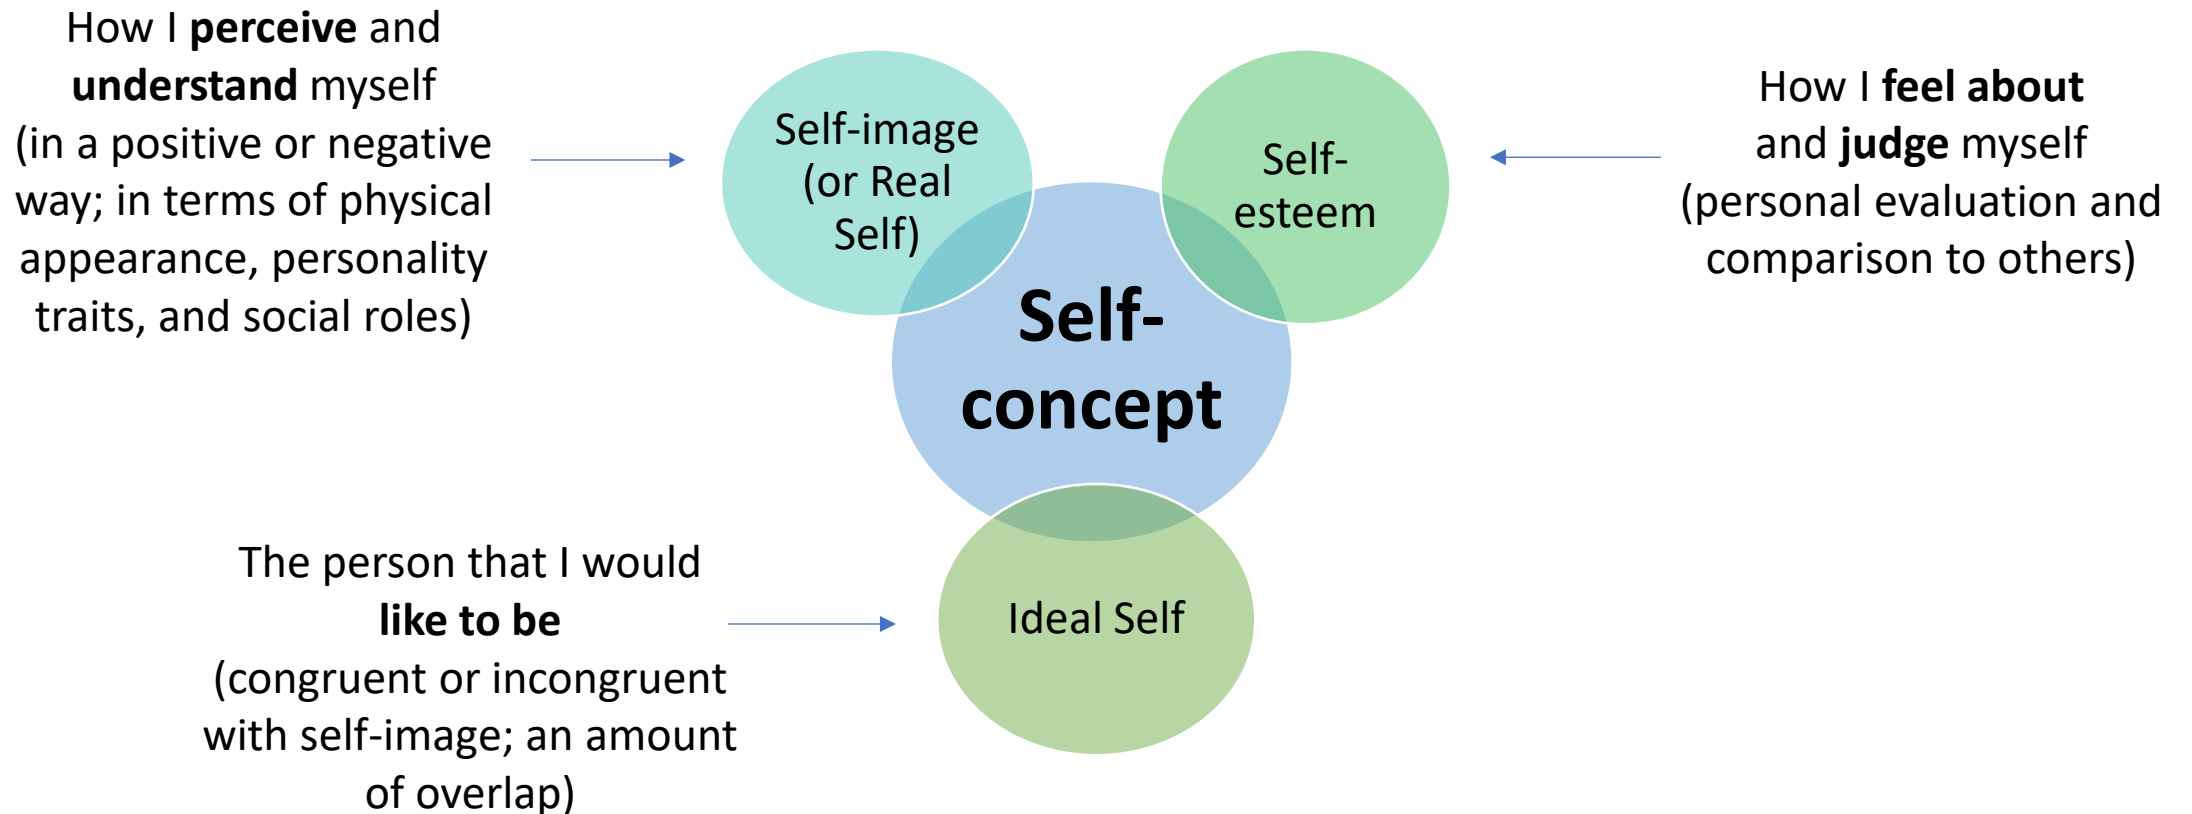 How I perceive and
understand myself
(in a positive or negative
way; in terms of physical
appearance, personality
traits, and social roles)
Self-image
(or Real
Self)
Self-
esteem
How I feel about
and judge myself
(personal evaluation and
comparison to others)
Self-
concept
The person that I would
like to be
(congruent or incongruent
with self-image; an amount
of overlap)
Ideal Self